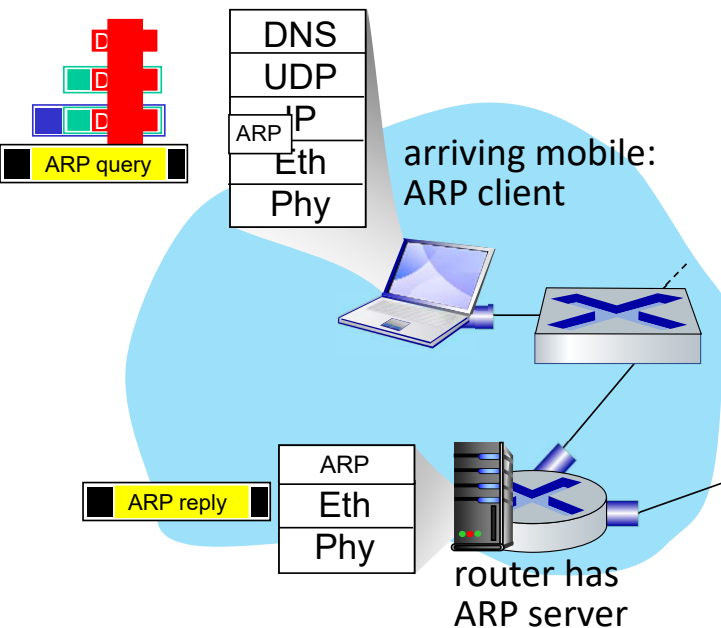 D
D
D
ARP query
DNS
UDP
IP
ARP
Eth
Phy
arriving mobile:
ARP client
ARP reply
ARP
Eth
Phy
router has
ARP server